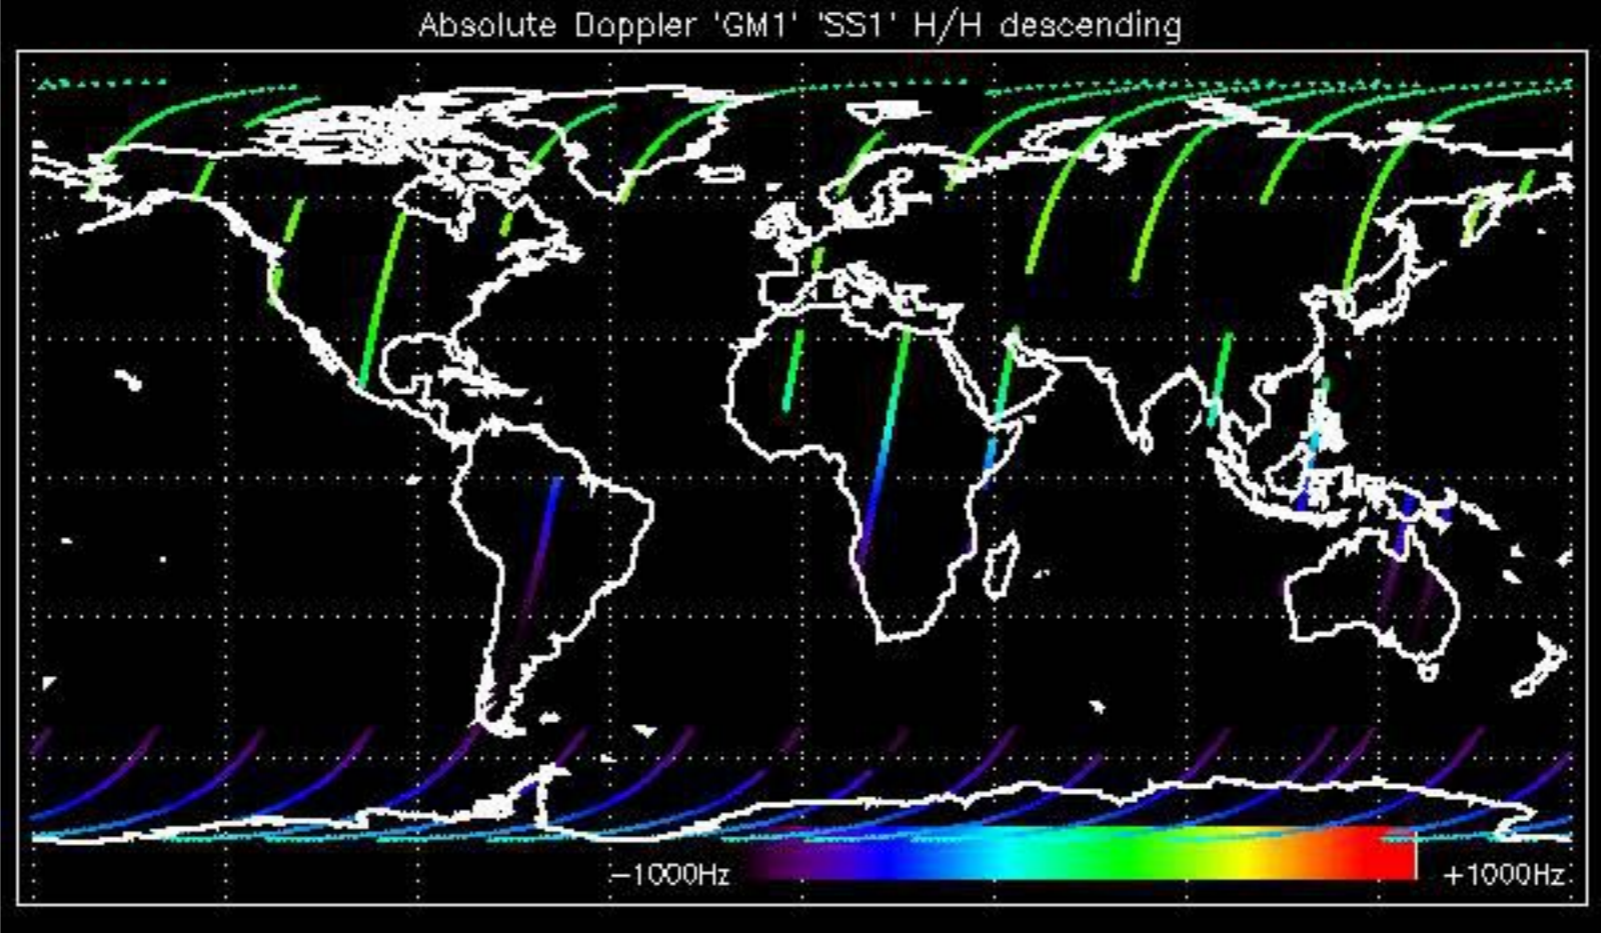 Absolute Doppler 'GM1' 'SS1' H/H descending
−1000Hz
+1000Hz